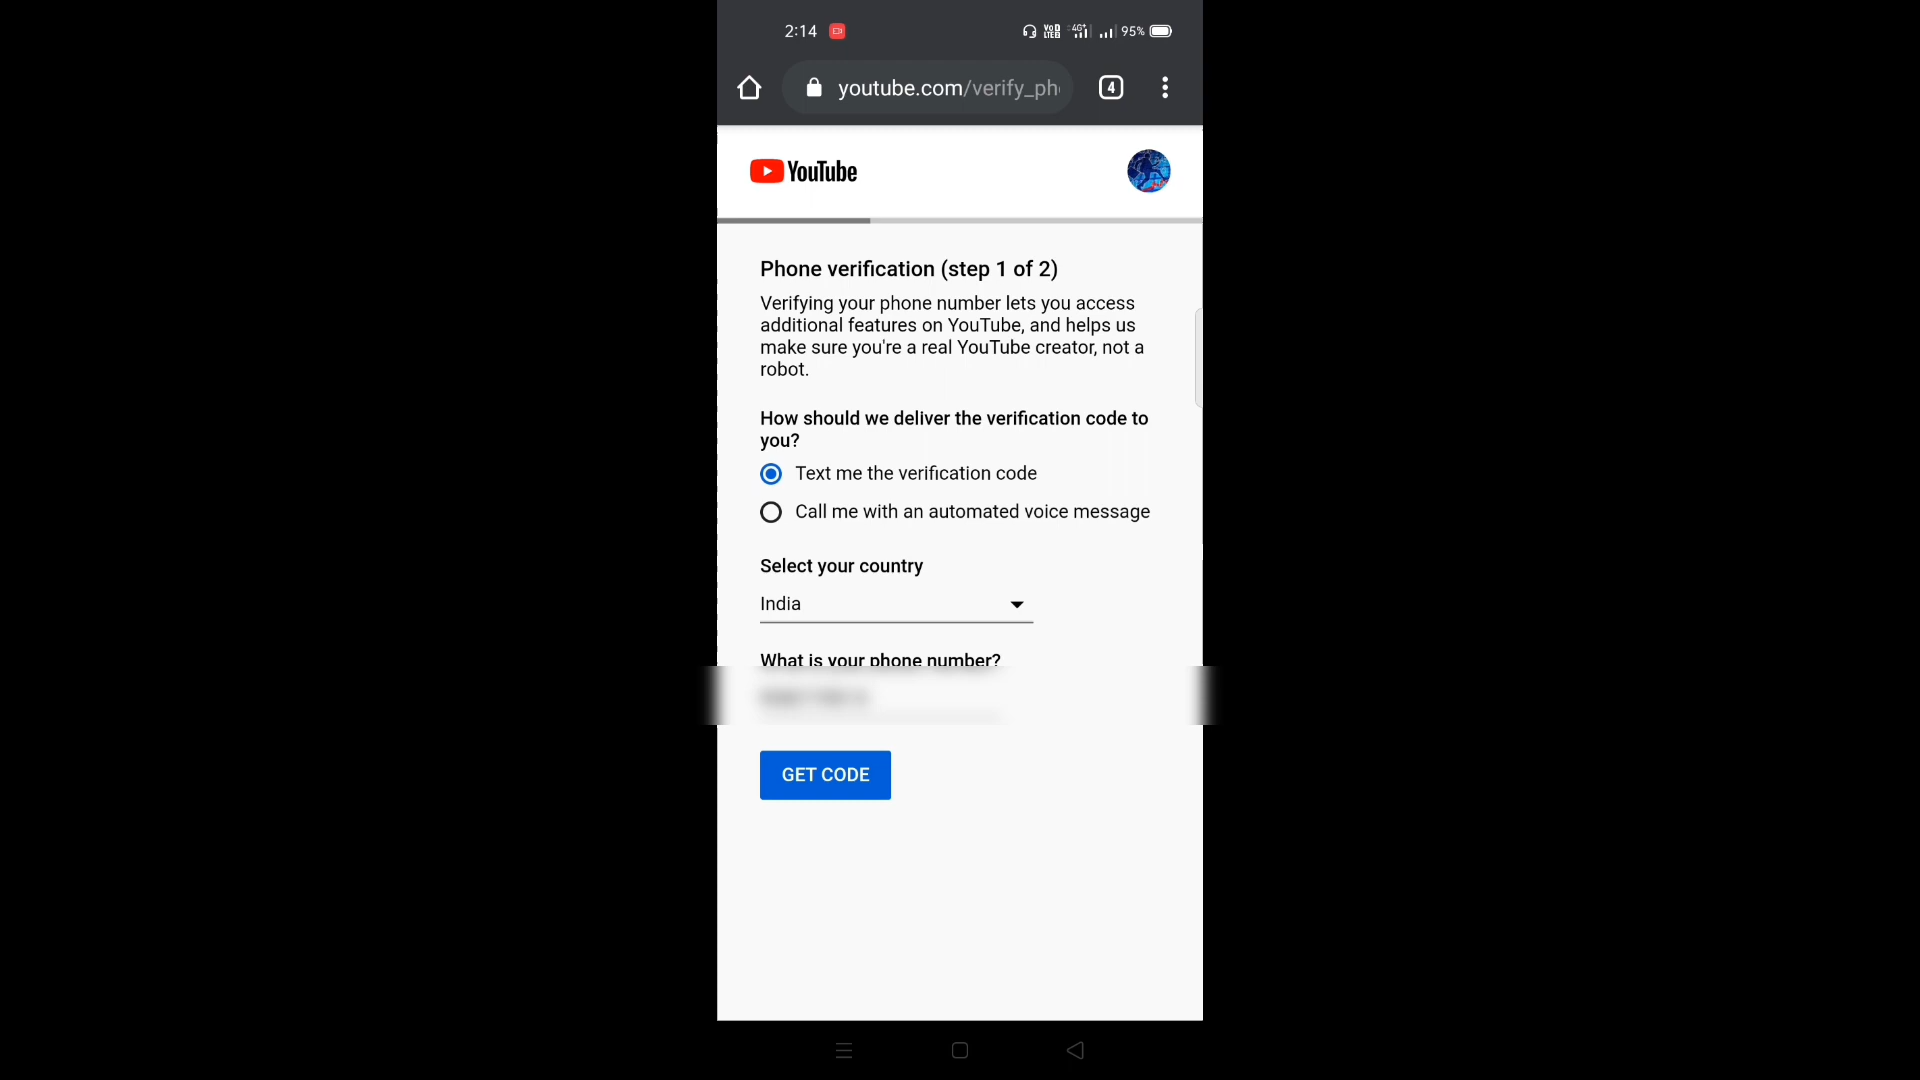 2:14
VoD
LTE
4G+
95%
youtube.com/verify_ph
4
YouTube
Phone verification (step 1 of 2)
Verifying your phone number lets you access
additional features on YouTube, and helps us
make sure you're a real YouTube creator, not a
robot.
How should we deliver the verification code to
you?
Text me the verification code
Call me with an automated voice message
Select your country
India
What is your phone number?
GET CODE